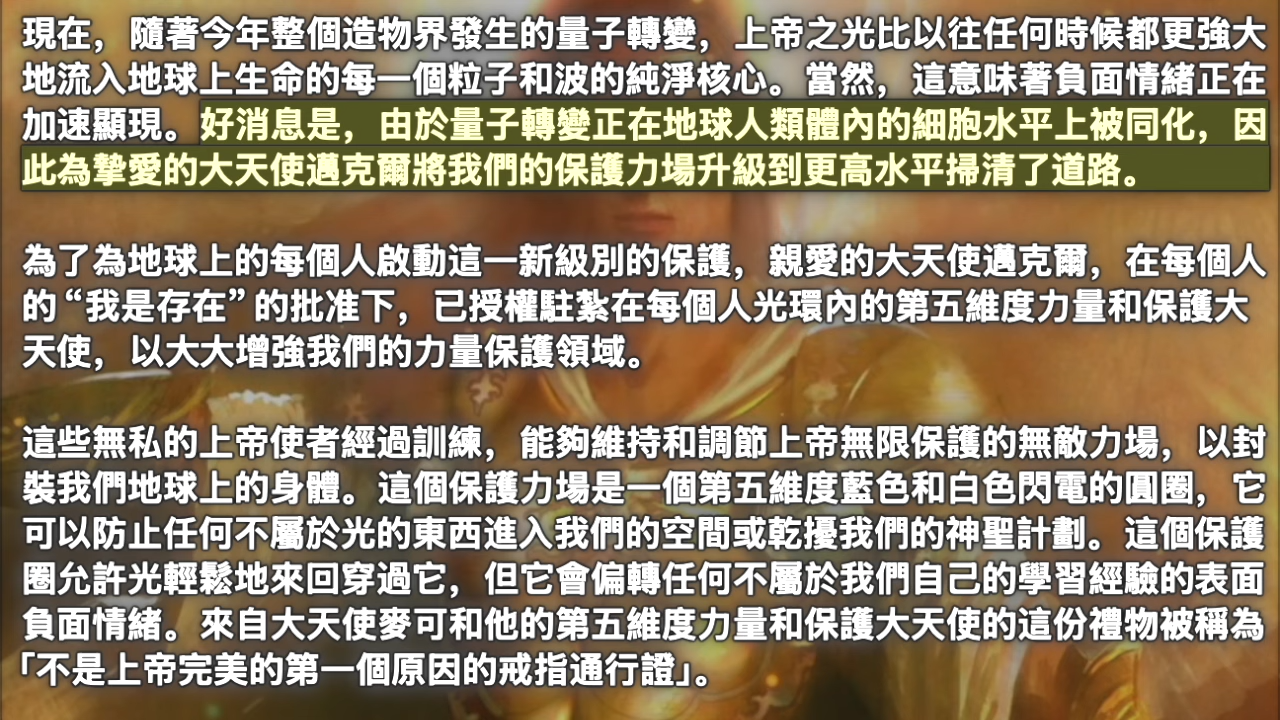 現在，隨著今年整個造物界發生的量子轉變，上帝之光比以往任何時候都更強大
地流入地球上生命的每一個粒子和波的純淨核心。當然，這意味著負面情緒正在
加速顯現。好消息是，由於量子轉變正在地球人類體內的細胞水平上被同化，因
此為摯愛的大天使邁克爾將我們的保護力場升級到更高水平掃清了道路。
為了為地球上的每個人啟動這一新級別的保護，親愛的大天使邁克爾，在每個人
的“我是存在”的批准下，已授權駐紮在每個人光環內的第五維度力量和保護大
天使，以大大增強我們的力量保護領域。
這些無私的上帝使者經過訓練，能夠維持和調節上帝無限保護的無敵力場，以封
裝我們地球上的身體。這個保護力場是一個第五維度藍色和白色閃電的圓圈，它
可以防止任何不屬於光的東西進入我們的空間或乾擾我們的神聖計劃。這個保護
圈允許光輕鬆地來回穿過它，但它會偏轉任何不屬於我們自己的學習經驗的表面
負面情緒。來自大天使麥可和他的第五維度力量和保護大天使的這份禮物被稱為
「不是上帝完美的第一個原因的戒指通行證」。